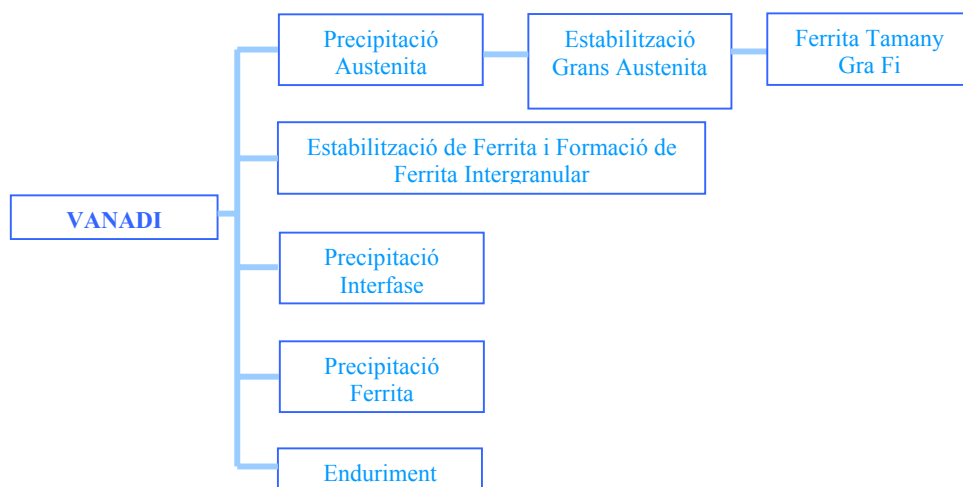 Precipitació
Austenita
Estabilització
Grans Austenita
Ferrita Tamany
Gra Fi
Estabilització de Ferrita i Formació de
Ferrita Intergranular
VANADI
Precipitació
Interfase
Precipitació
Ferrita
Enduriment